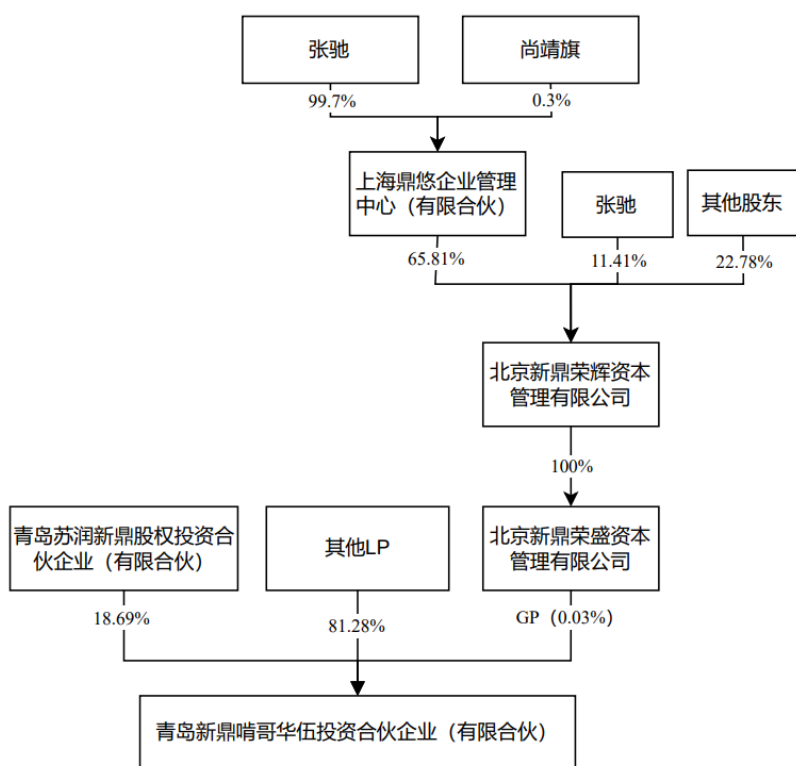 张驰
尚靖旗
99.7%
0.3%
上海鼎悠企业管理
中心（有限合伙）
张驰
其他股东
65.81%
11.41%
22.78%
北京新鼎荣辉资本
管理有限公司
100%
青岛苏润新鼎股权投资合
伙企业（有限合伙）
其他LP
北京新鼎荣盛资本
管理有限公司
18.69%
81.28%
GP（0.03%）
青岛新鼎啃哥华伍投资合伙企业（有限合伙）